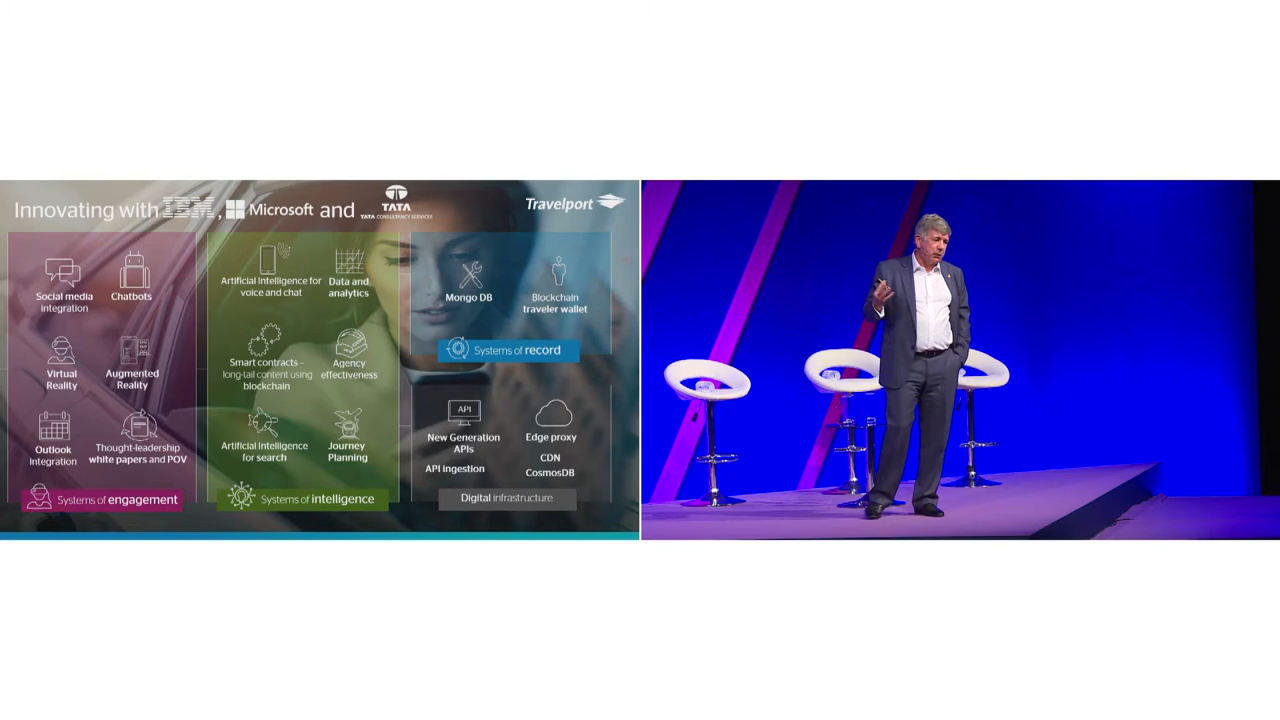 Innovating with IBM, Microsoft and TATA
TATA CONSULTANCY SERVICES
Travelport
Social media
integration
Chatbots
Virtual
Reality
Augmented
Reality
Outlook
integration
Thought-leadership
white papers and POV
Systems of engagement
Artificial Intelligence for
voice and chat
Data and
analytics
Smart contracts –
long-tail content using
blockchain
Agency
effectiveness
Artificial Intelligence
for search
Journey
Planning
Systems of intelligence
Mongo DB
Blockchain
traveler wallet
Systems of record
API
New Generation
APIs
Edge proxy
API ingestion
CDN
CosmosDB
Digital infrastructure